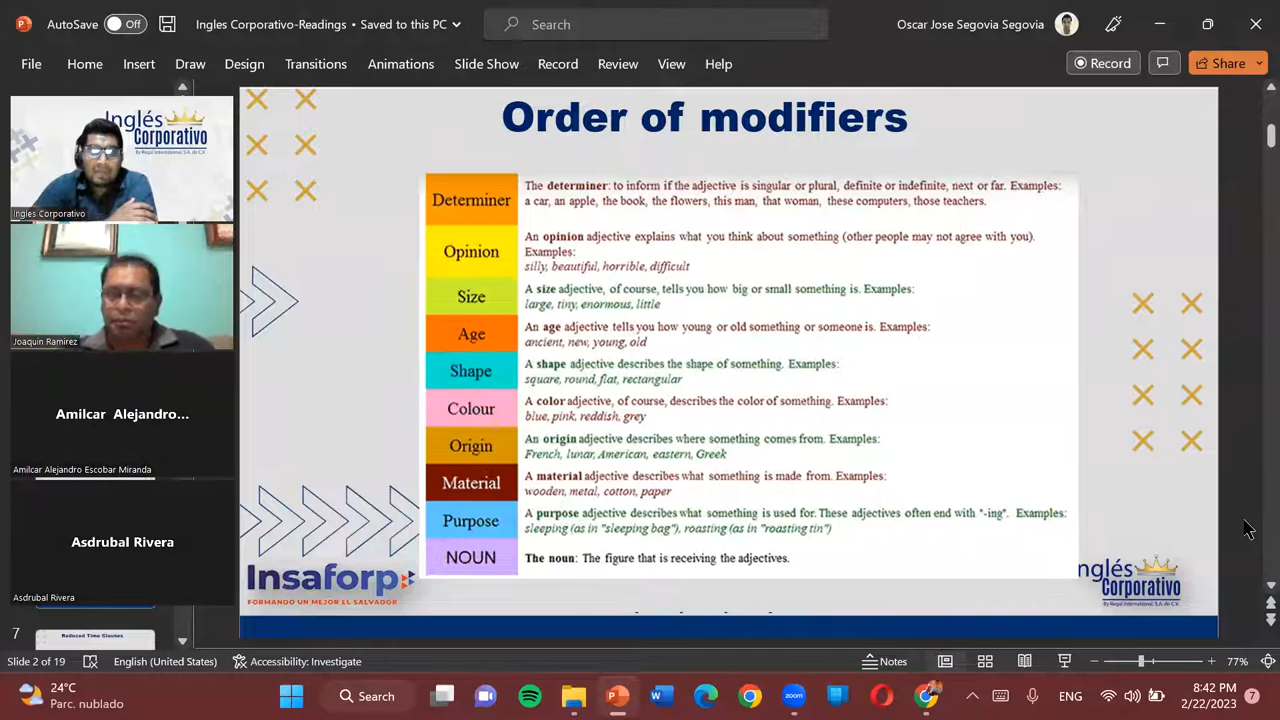 AutoSave Off Ingles Corporativo-Readings • Saved to this PC Search Oscar Jose Segovia Segovia
File Home Insert Draw Design Transitions Animations Slide Show Record Review View Help Record Share
Inglés
Corporativo
By Regal International, S.A. de C.V.
Ingles Corporativo
Joaquin Ramirez
Amilcar Alejandro...
Amilcar Alejandro Escobar Miranda
Asdrubal Rivera
Asdrubal Rivera
7
Reduced Time Clauses
Order of modifiers
Determiner
The determiner: to inform if the adjective is singular or plural, definite or indefinite, next or far. Examples:
a car, an apple, the book, the flowers, this man, that woman, these computers, those teachers.
Opinion
An opinion adjective explains what you think about something (other people may not agree with you).
Examples:
silly, beautiful, horrible, difficult
Size
A size adjective, of course, tells you how big or small something is. Examples:
large, tiny, enormous, little
Age
An age adjective tells you how young or old something or someone is. Examples:
ancient, new, young, old
Shape
A shape adjective describes the shape of something. Examples:
square, round, flat, rectangular
Colour
A color adjective, of course, describes the color of something. Examples:
blue, pink, reddish, grey
Origin
An origin adjective describes where something comes from. Examples:
French, lunar, American, eastern, Greek
Material
A material adjective describes what something is made from. Examples:
wooden, metal, cotton, paper
Purpose
A purpose adjective describes what something is used for. These adjectives often end with "-ing". Examples:
sleeping (as in "sleeping bag"), roasting (as in "roasting tin")
NOUN
The noun: The figure that is receiving the adjectives.
Insaforp
FORMANDO UN MEJOR EL SALVADOR
nglés
Corporativo
By Regal International, S.A. de C.V.
Slide 2 of 19 English (United States) Accessibility: Investigate Notes 77%
24°C
Parc. nublado
Search
ENG
8:42 PM
2/22/2023
7